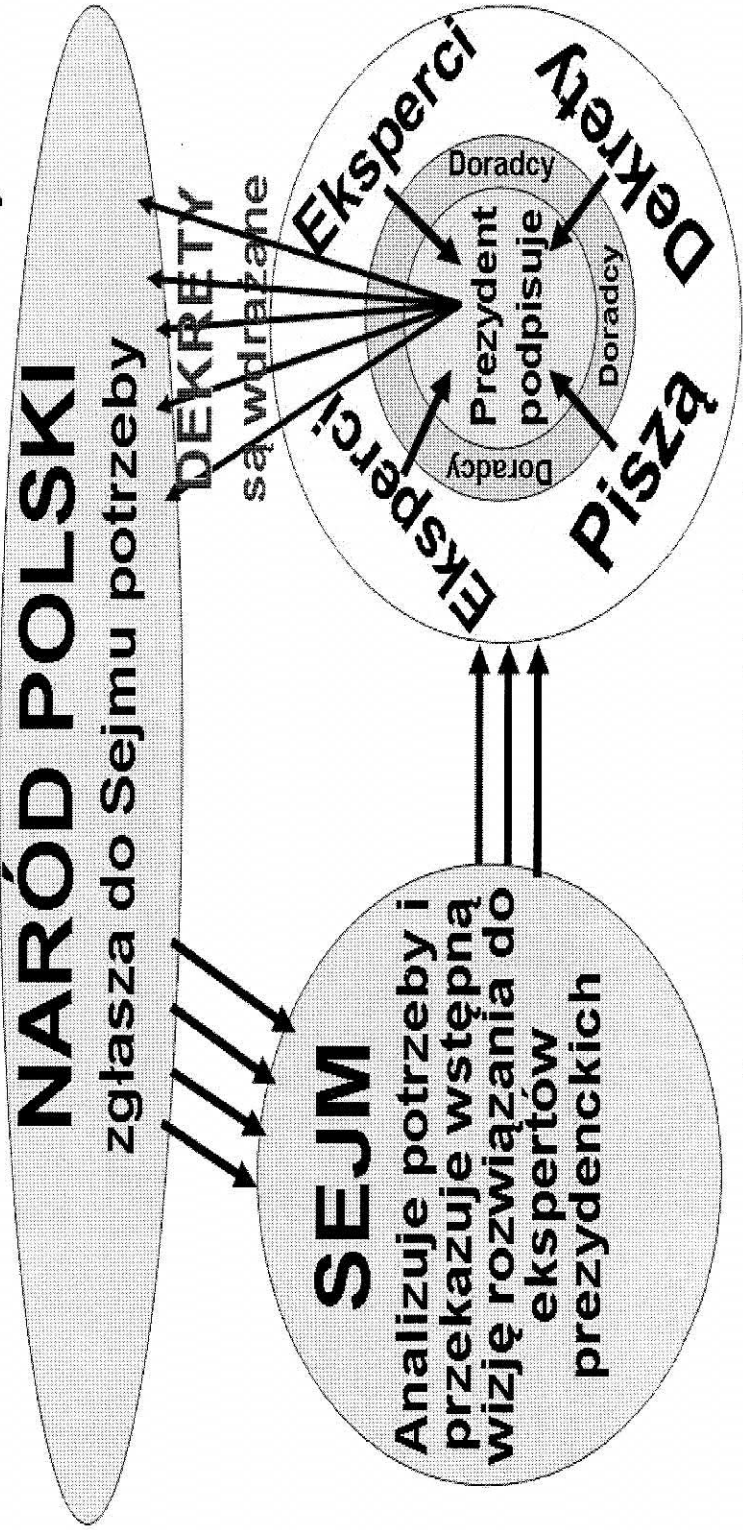 NARÓD POLSKI
zgłasza do Sejmu potrzeby
SEJM
Analizuje potrzeby i
przekazuje wstępną
wizję rozwiązania do
ekspertów
prezydenckich
DEKRETY
są wdrażane
Eksperci
Eksperci
Piszą
Dekrety
Doradcy
Doradcy
Doradcy
Prezydent
podpisuje